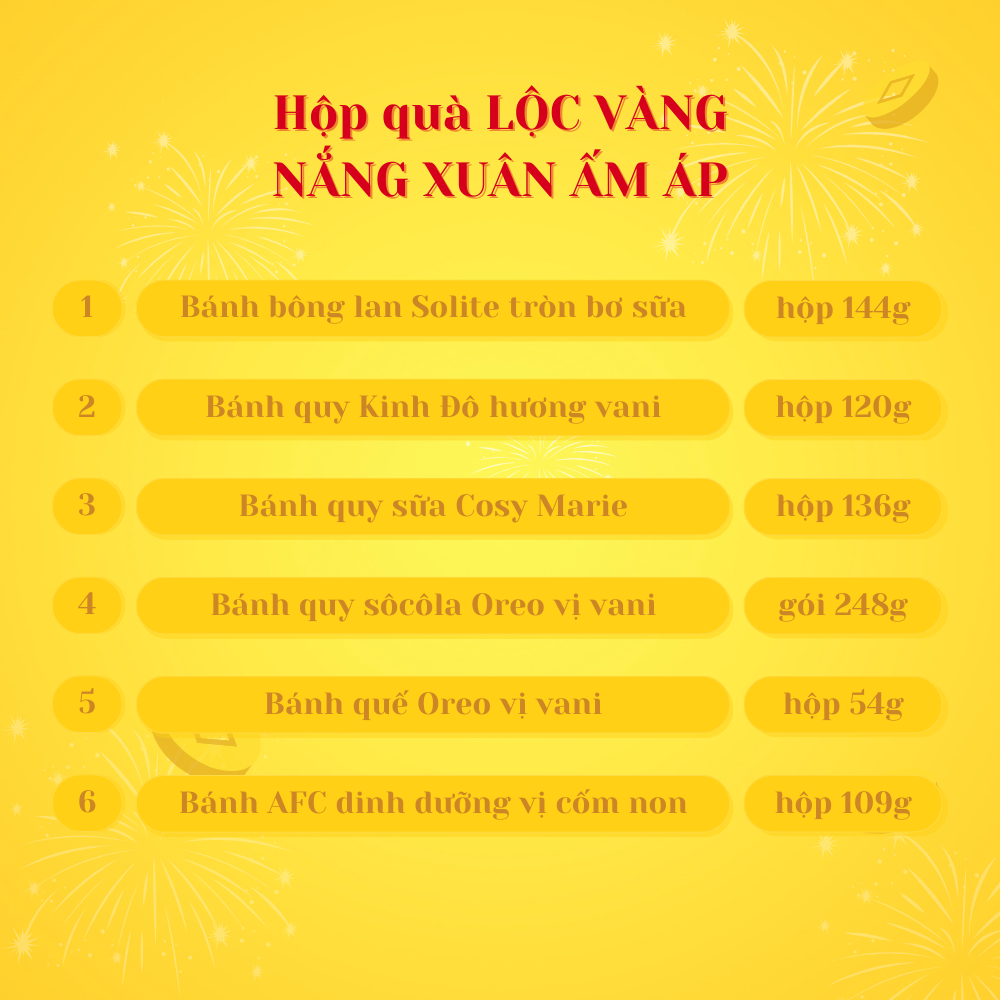 Hộp quà LỘC VÀNG
NẮNG XUÂN ẤM ÁP
1 Bánh bông lan Solite tròn bơ sữa hộp 144g
2 Bánh quy Kinh Đô hương vani hộp 120g
3 Bánh quy sữa Cosy Marie hộp 136g
4 Bánh quy sôcôla Oreo vị vani gói 248g
5 Bánh quế Oreo vị vani hộp 54g
6 Bánh AFC dinh dưỡng vị cốm non hộp 109g